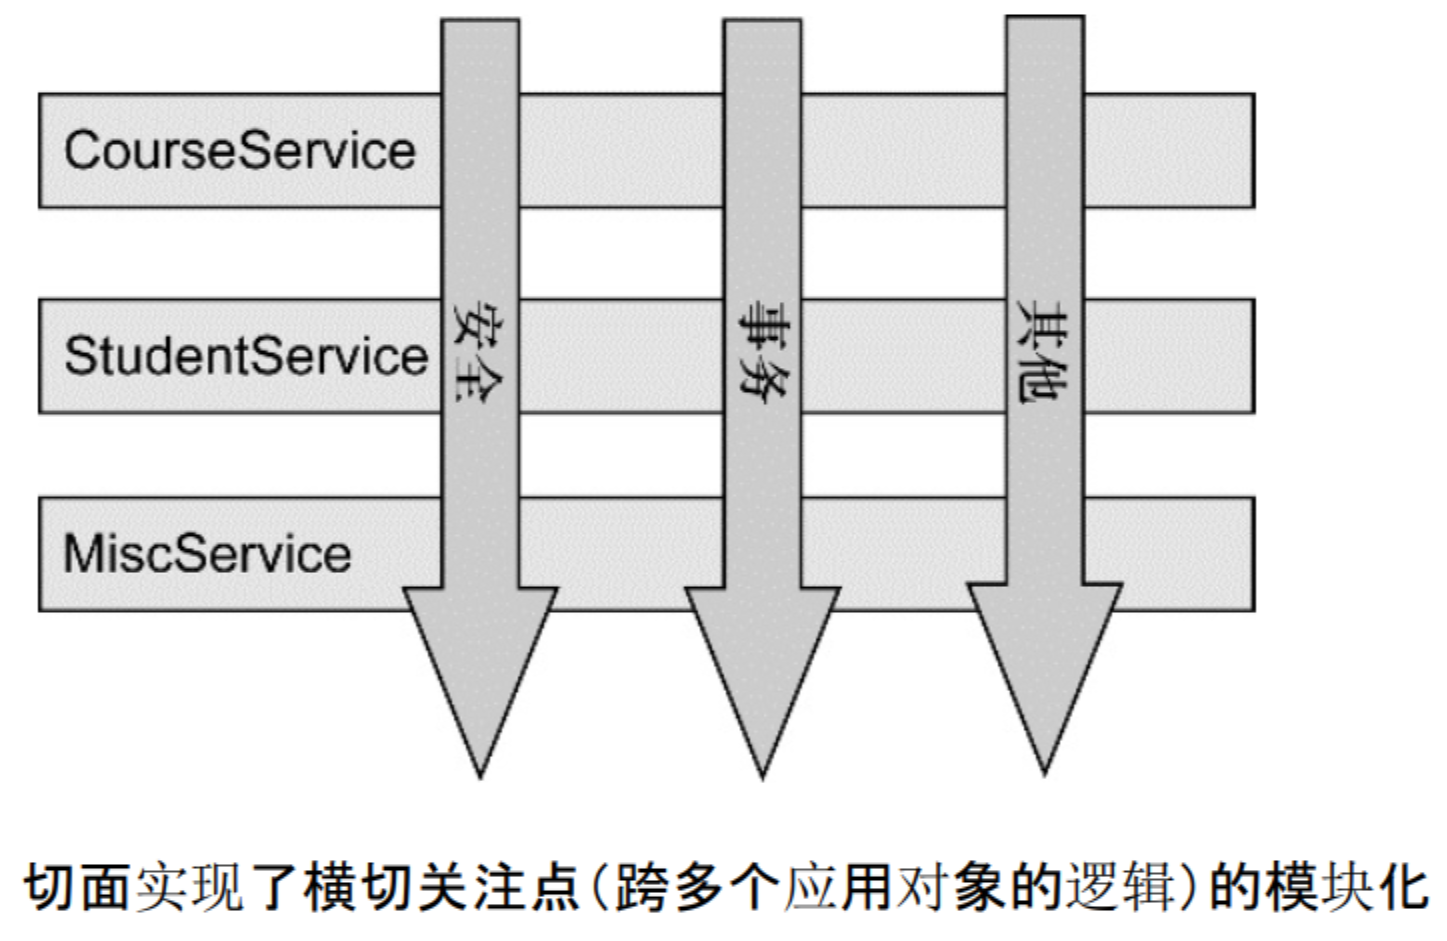 CourseService
StudentService
MiscService
安全
事务
其他
切面实现了横切关注点(跨多个应用对象的逻辑)的模块化